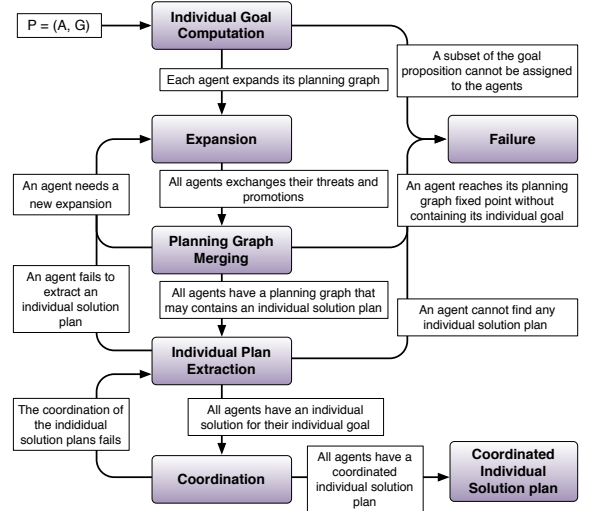 P = (A, G)
Individual Goal
Computation
A subset of the goal
proposition cannot be assigned
to the agents
Each agent expands its planning graph
Expansion
Failure
An agent needs a
new expansion
All agents exchanges their threats and
promotions
An agent reaches its planning
graph fixed point without
containing its individual goal
Planning Graph
Merging
An agent fails to
extract an
individual solution
plan
All agents have a planning graph that
may contains an individual solution plan
An agent cannot find any
individual solution plan
Individual Plan
Extraction
The coordination of
the indididual
solution plans fails
All agents have an individual
solution for their individual goal
Coordination
All agents have a
coordinated
individual solution
plan
Coordinated
Individual
Solution plan